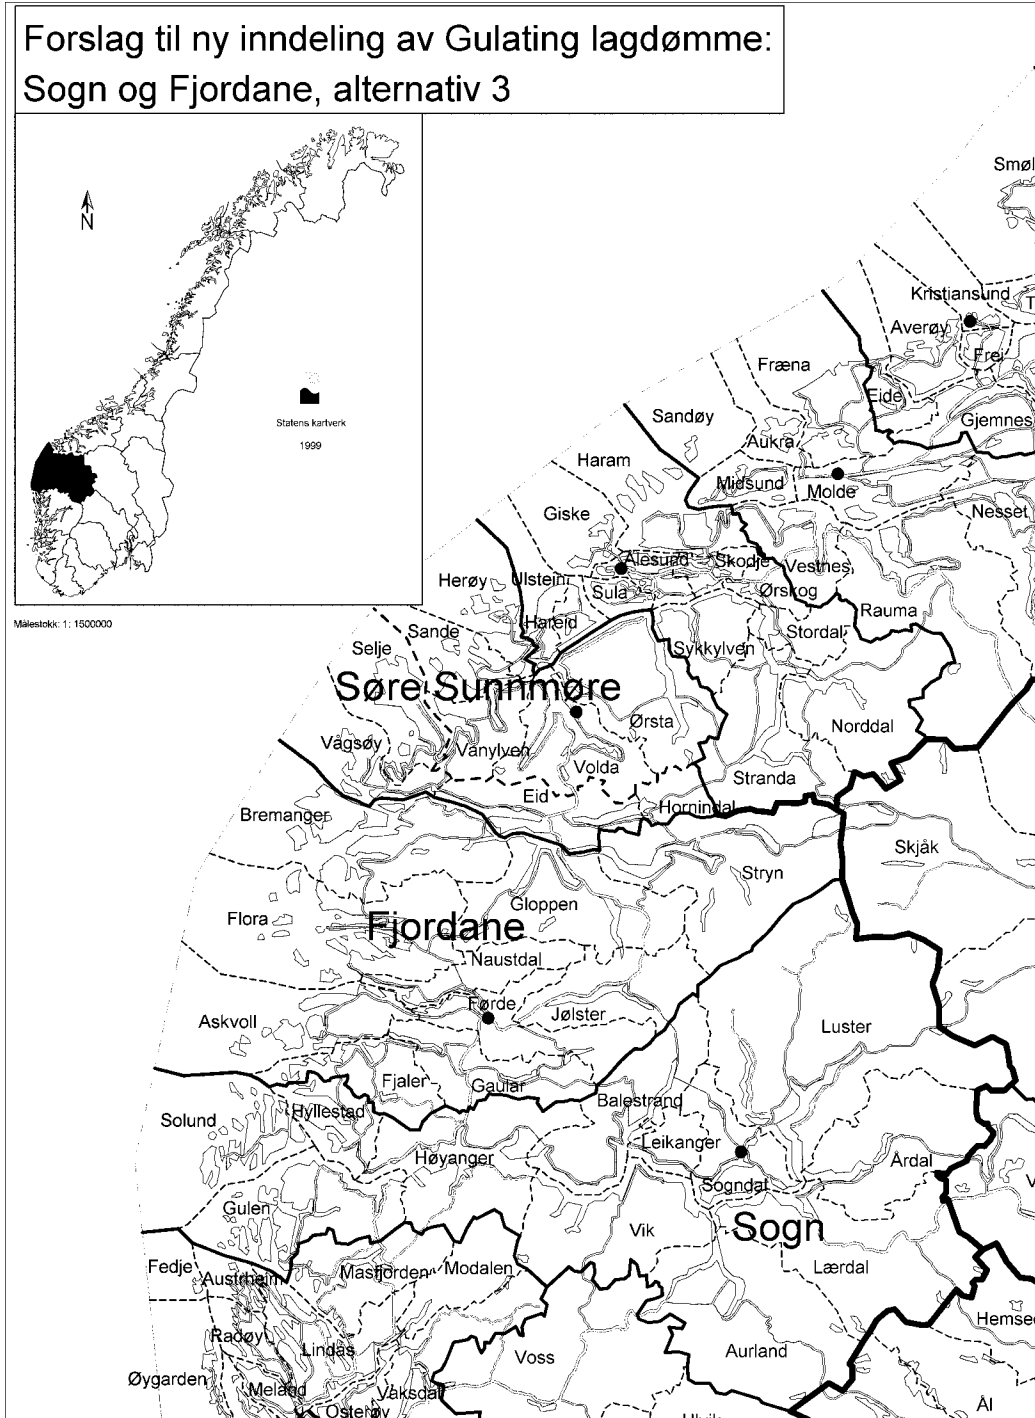 Forslag til ny inndeling av Gulating lagdømme:
Sogn og Fjordane, alternativ 3
N
Statens kartverk
1999
Målestokk: 1: 1500000
Smøl
Kristiansund
T
Averøy
Frei
Fræna
Eide
Gjemnes
Sandøy
Aukra
Haram
Midsund
Molde
Nesset
Giske
Ålesund
Skodje
Vestnes
Herøy
Ulstein
Sula
Ørskog
Rauma
Hareid
Sande
Stordal
Selje
Sykkylven
Søre Sunnmøre
Ørsta
Norddal
Vågsøy
Vanylven
Volda
Stranda
Eid
Hornindal
Bremanger
Skjåk
Stryn
Gloppen
Flora
Fjordane
Naustdal
Førde
Jølster
Askvoll
Luster
Fjaler
Gaular
Balestrand
Hyllestad
Solund
Leikanger
Høyanger
Årdal
Sogndal
V
Gulen
Vik
Sogn
Fedje
Austrheim
Masfjorden
Modalen
Lærdal
Hemse
Radøy
Lindås
Voss
Aurland
Øygarden
Meland
Vaksdal
Osterøy
Ulvik
Ål